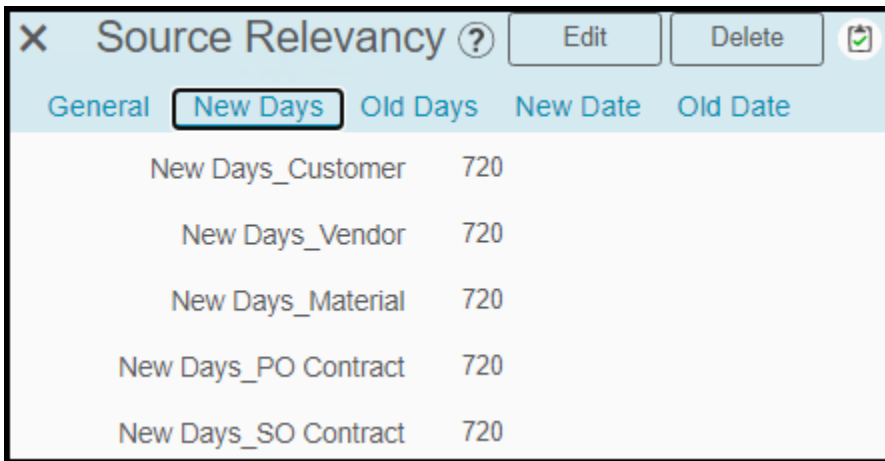 × Source Relevancy ? Edit Delete
General New Days Old Days New Date Old Date
New Days_Customer 720
New Days_Vendor 720
New Days_Material 720
New Days_PO Contract 720
New Days_SO Contract 720